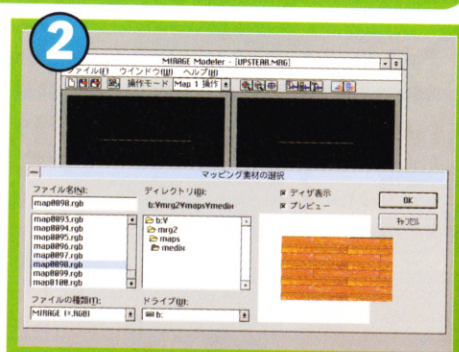 2
MIRAGE Modeler - [UPSTEAR.MRG]
ファイル(F) ウインドウ(W) ヘルプ(H)
操作モード Map 1 操作
マッピング素材の選択
ファイル名(N):
map0098.rgb
map0093.rgb
map0094.rgb
map0095.rgb
map0096.rgb
map0097.rgb
map0098.rgb
map0099.rgb
map0100.rgb
ファイルの種類(T):
MIRAGE (*.RGB)
ディレクトリ(D):
b:¥mrg2¥maps¥medix
b:¥
mrg2
maps
medix
ドライブ(V):
b:
ディザ表示
プレビュー
OK
キャンセル